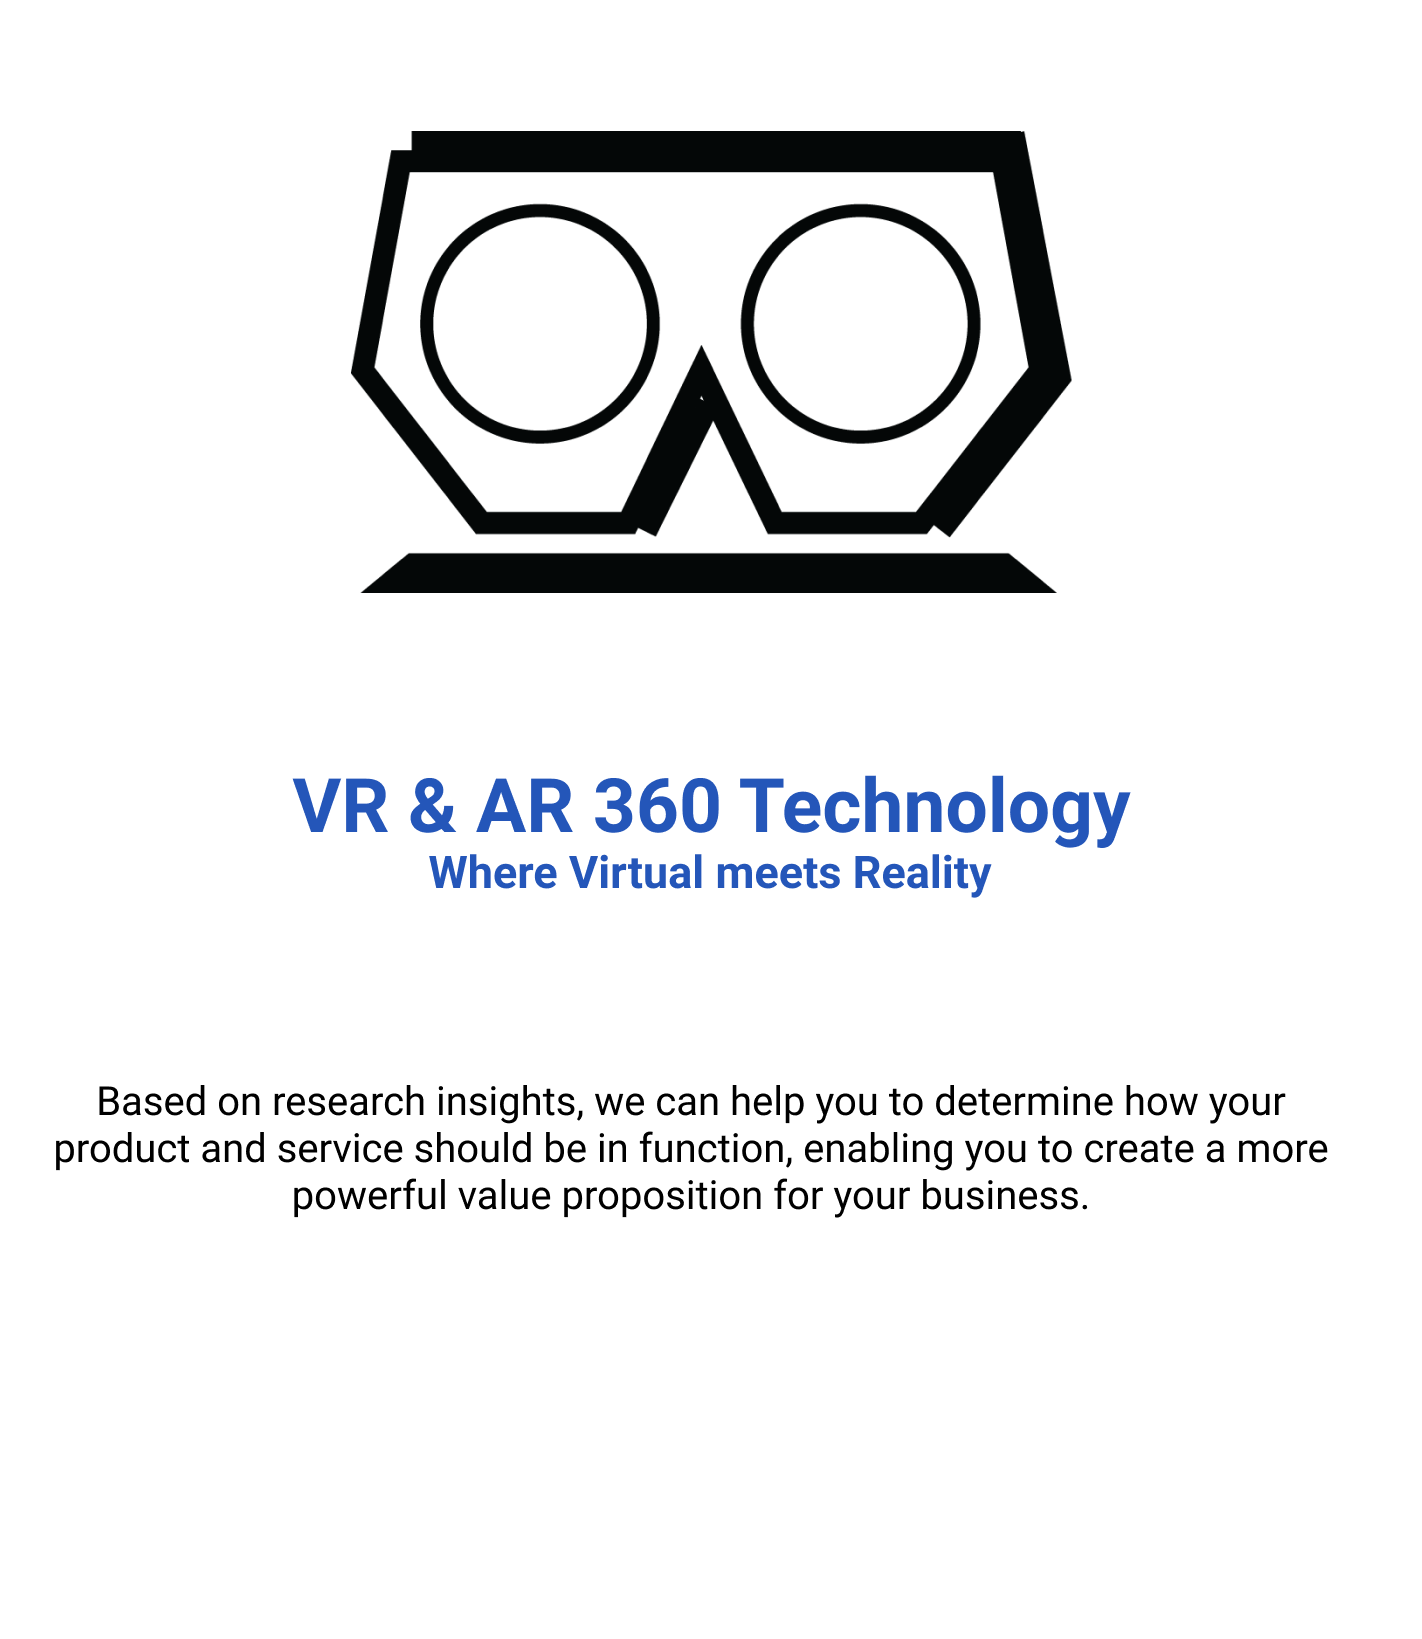 VR & AR 360 Technology
Where Virtual meets Reality
Based on research insights, we can help you to determine how your
product and service should be in function, enabling you to create a more
powerful value proposition for your business.